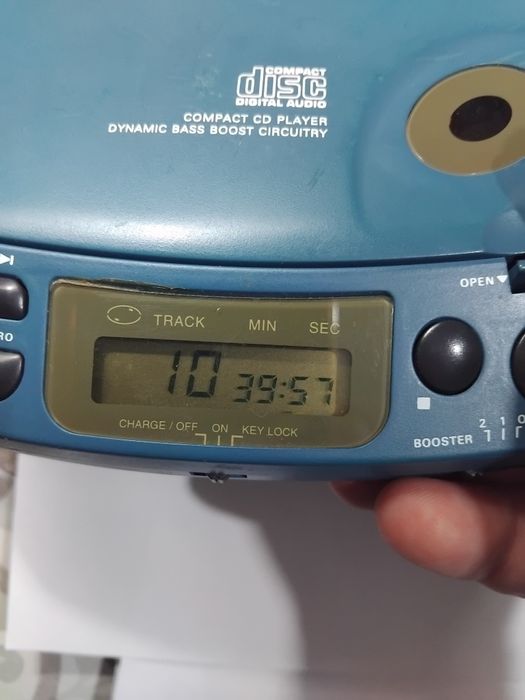 COMPACT
disc
DIGITAL AUDIO
COMPACT CD PLAYER
DYNAMIC BASS BOOST CIRCUITRY
OPEN
RO
TRACK MIN SEC
10 39:57
CHARGE / OFF ON KEY LOCK
BOOSTER 2 1 0